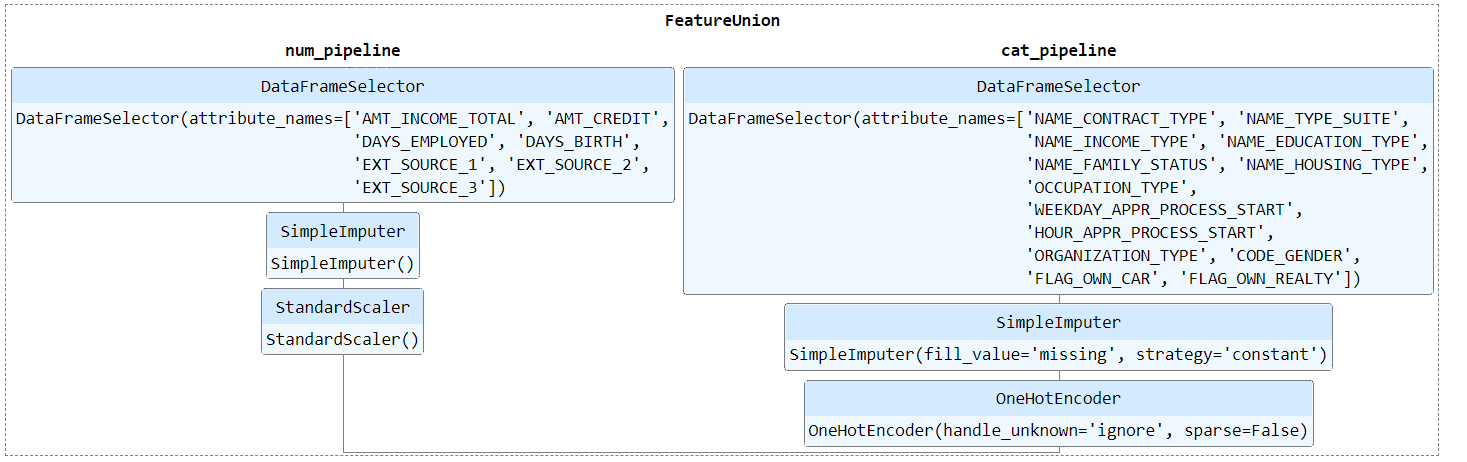 FeatureUnion
num_pipeline
DataFrameSelector
DataFrameSelector(attribute_names=['AMT_INCOME_TOTAL', 'AMT_CREDIT',
'DAYS_EMPLOYED', 'DAYS_BIRTH',
'EXT_SOURCE_1', 'EXT_SOURCE_2',
'EXT_SOURCE_3'])
SimpleImputer
SimpleImputer()
StandardScaler
StandardScaler()
cat_pipeline
DataFrameSelector
DataFrameSelector(attribute_names=['NAME_CONTRACT_TYPE', 'NAME_TYPE_SUITE',
'NAME_INCOME_TYPE', 'NAME_EDUCATION_TYPE',
'NAME_FAMILY_STATUS', 'NAME_HOUSING_TYPE',
'OCCUPATION_TYPE',
'WEEKDAY_APPR_PROCESS_START',
'HOUR_APPR_PROCESS_START',
'ORGANIZATION_TYPE', 'CODE_GENDER',
'FLAG_OWN_CAR', 'FLAG_OWN_REALTY'])
SimpleImputer
SimpleImputer(fill_value='missing', strategy='constant')
OneHotEncoder
OneHotEncoder(handle_unknown='ignore', sparse=False)